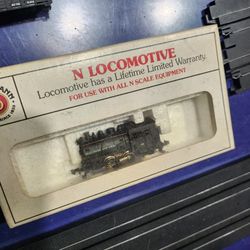 N LOCOMOTIVE
Locomotive has a Lifetime Limited Warranty.
FOR USE WITH ALL N SCALE EQUIPMENT